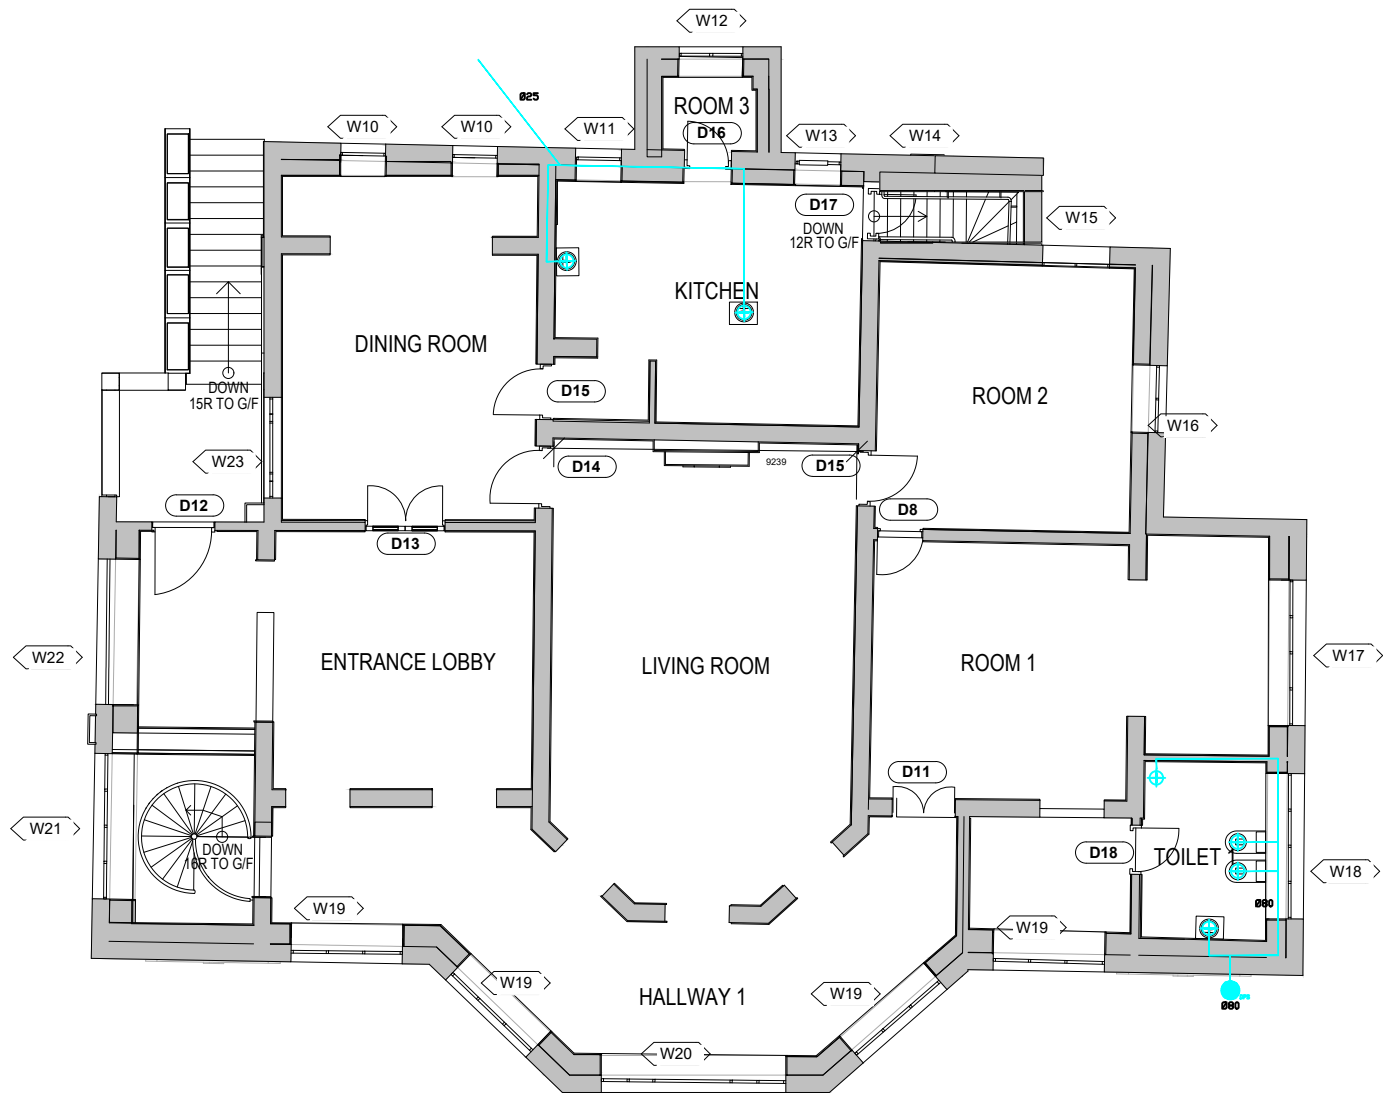 W12
Ø25
ROOM 3
W10
W10
W11
D16
W13
W14
D17
DOWN
12R TO G/F
W15
KITCHEN
DINING ROOM
DOWN
15R TO G/F
D15
ROOM 2
W16
W23
D14
9239
D15
D12
D8
D13
W22
ENTRANCE LOBBY
LIVING ROOM
ROOM 1
W17
D11
W21
DOWN
16R TO G/F
D18
TOILET
W18
Ø80
W19
W19
W19
HALLWAY 1
W19
Ø80
W20